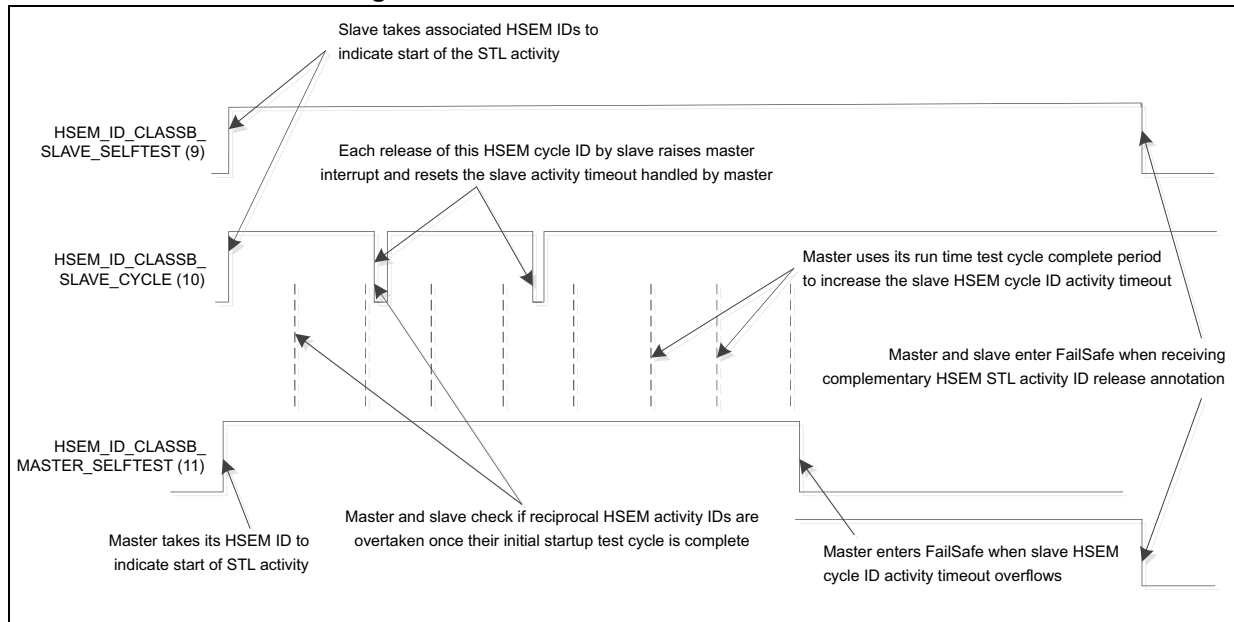 Slave takes associated HSEM IDs to
indicate start of the STL activity
HSEM_ID_CLASSB_
SLAVE_SELFTEST (9)
Each release of this HSEM cycle ID by slave raises master
interrupt and resets the slave activity timeout handled by master
HSEM_ID_CLASSB_
SLAVE_CYCLE (10)
Master uses its run time test cycle complete period
to increase the slave HSEM cycle ID activity timeout
Master and slave enter FailSafe when receiving
complementary HSEM STL activity ID release annotation
HSEM_ID_CLASSB_
MASTER_SELFTEST (11)
Master takes its HSEM ID to
indicate start of STL activity
Master and slave check if reciprocal HSEM activity IDs are
overtaken once their initial startup test cycle is complete
Master enters FailSafe when slave HSEM
cycle ID activity timeout overflows